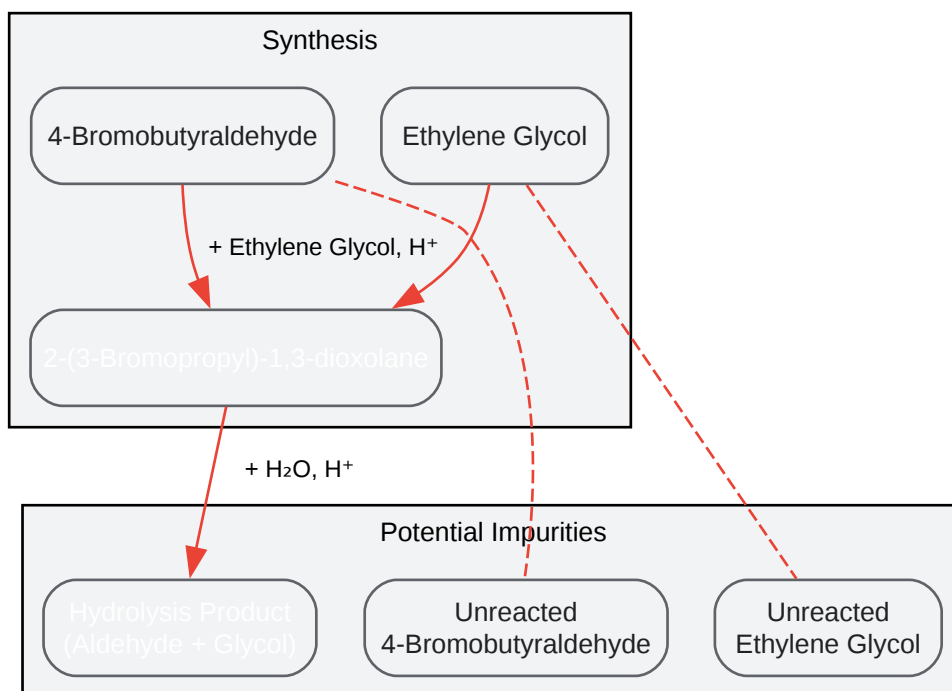 Synthesis
4-Bromobutyraldehyde
Ethylene Glycol
+ Ethylene Glycol, H⁺
2-(3-Bromopropyl)-1,3-dioxolane
+ H₂O, H⁺
Potential Impurities
Hydrolysis Product
(Aldehyde + Glycol)
Unreacted
4-Bromobutyraldehyde
Unreacted
Ethylene Glycol